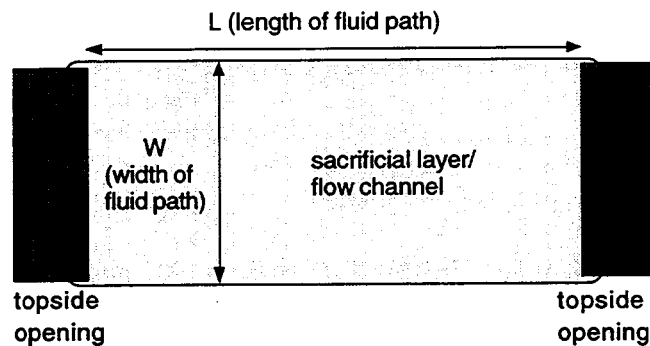 L (length of fluid path)
W
(width of
fluid path)
sacrificial layer/
flow channel
topside
opening
topside
opening